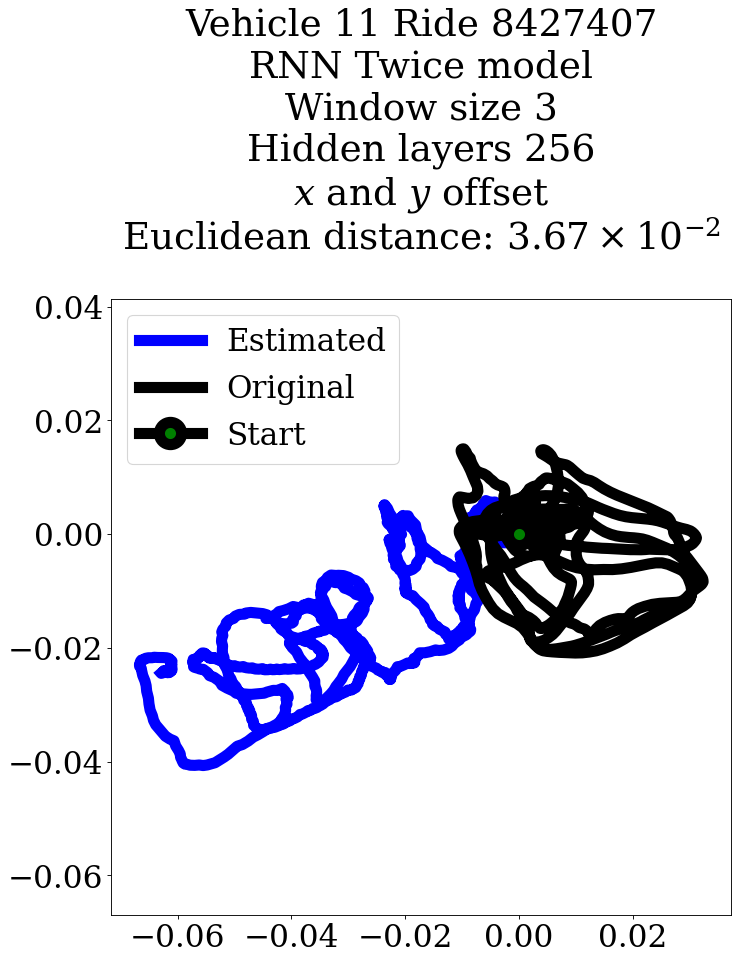 Vehicle 11 Ride 8427407
RNN Twice model
Window size 3
Hidden layers 256
x and y offset
Euclidean distance: 3.67 × 10⁻²
Estimated
Original
Start
0.04
0.02
0.00
−0.02
−0.04
−0.06
−0.06 −0.04 −0.02 0.00 0.02